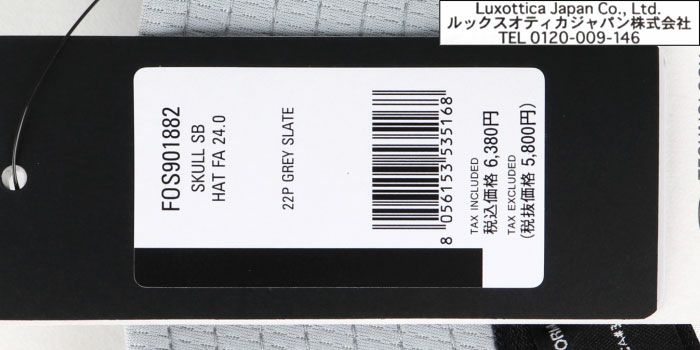 Luxottica Japan Co., Ltd.
ルックスオティカジャパン株式会社
TEL 0120-009-146
FOS901882
SKULL SB
HAT FA 24.0
22P GREY SLATE
8 056153 535168
TAX INCLUDED
税込価格 6,380円
TAX EXCLUDED
(税抜価格 5,800円)